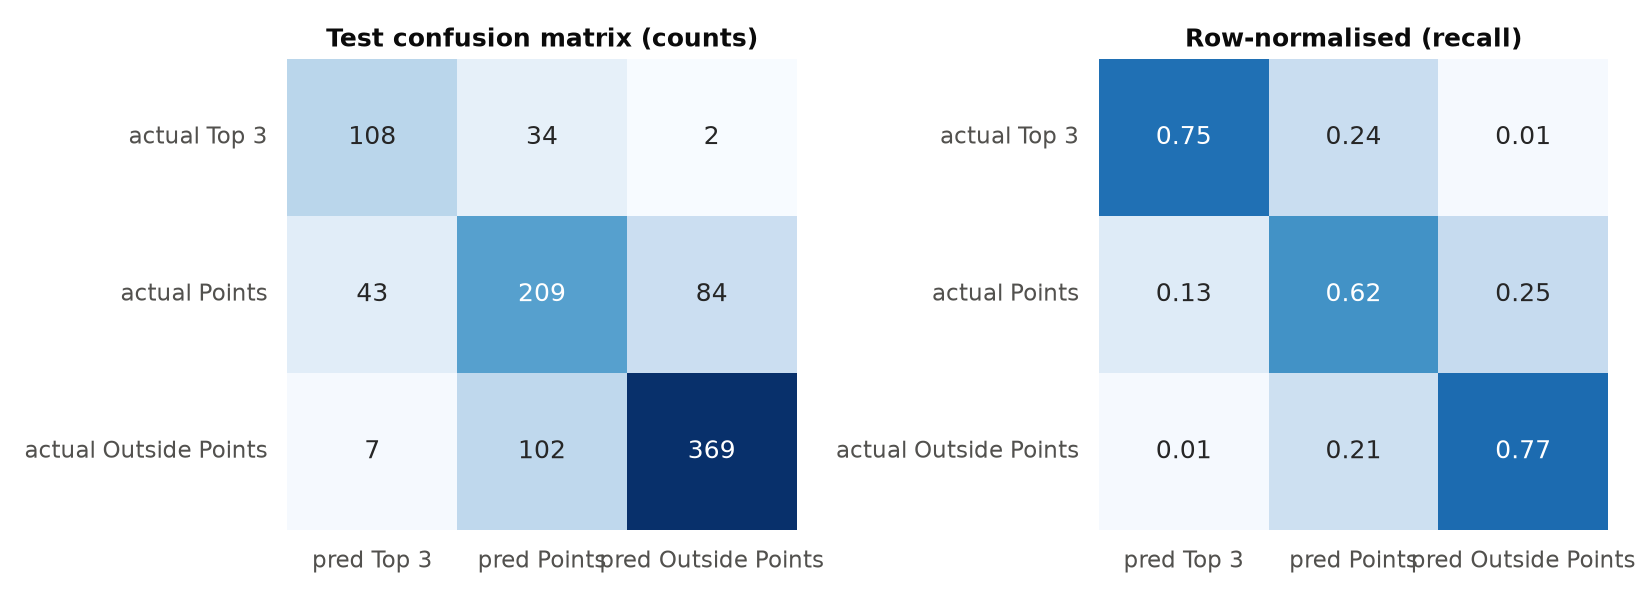 Test confusion matrix (counts)
actual Top 3 108 34 2
actual Points 43 209 84
actual Outside Points 7 102 369
pred Top 3 pred Points pred Outside Points
Row-normalised (recall)
actual Top 3 0.75 0.24 0.01
actual Points 0.13 0.62 0.25
actual Outside Points 0.01 0.21 0.77
pred Top 3 pred Points pred Outside Points